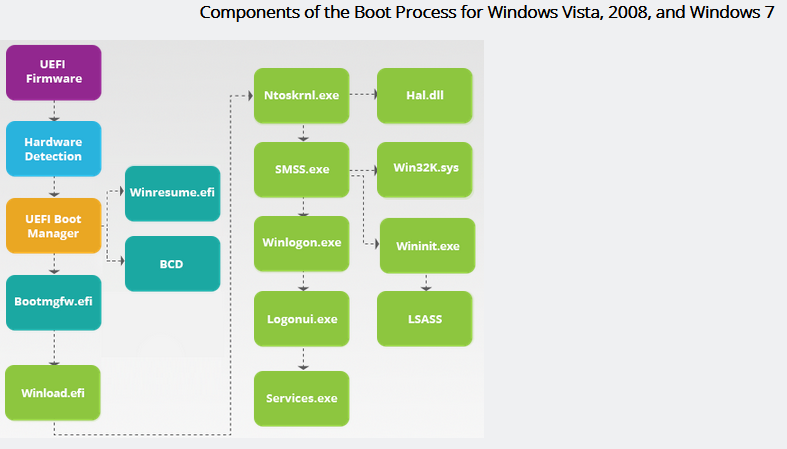 Components of the Boot Process for Windows Vista, 2008, and Windows 7
UEFI
Firmware
Hardware
Detection
UEFI Boot
Manager
Bootmgfw.efi
Winload.efi
Winresume.efi
BCD
Ntoskrnl.exe
Hal.dll
SMSS.exe
Win32K.sys
Winlogon.exe
Wininit.exe
Logonui.exe
LSASS
Services.exe